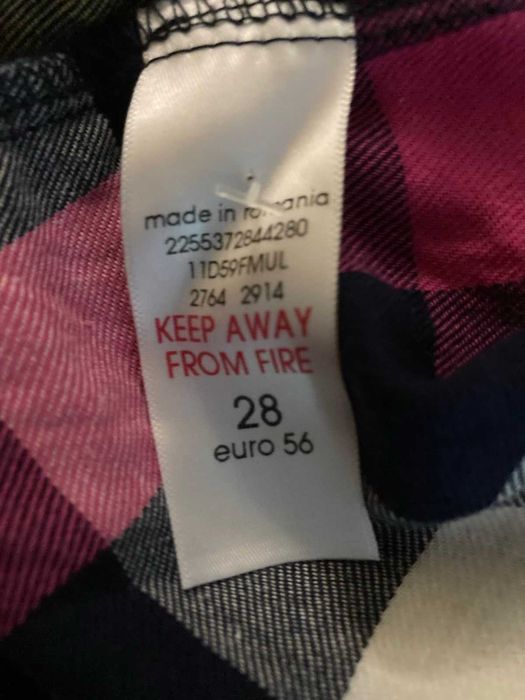 made in romania
2255372844280
11D59FMUL
2764 2914
KEEP AWAY
FROM FIRE
28
euro 56